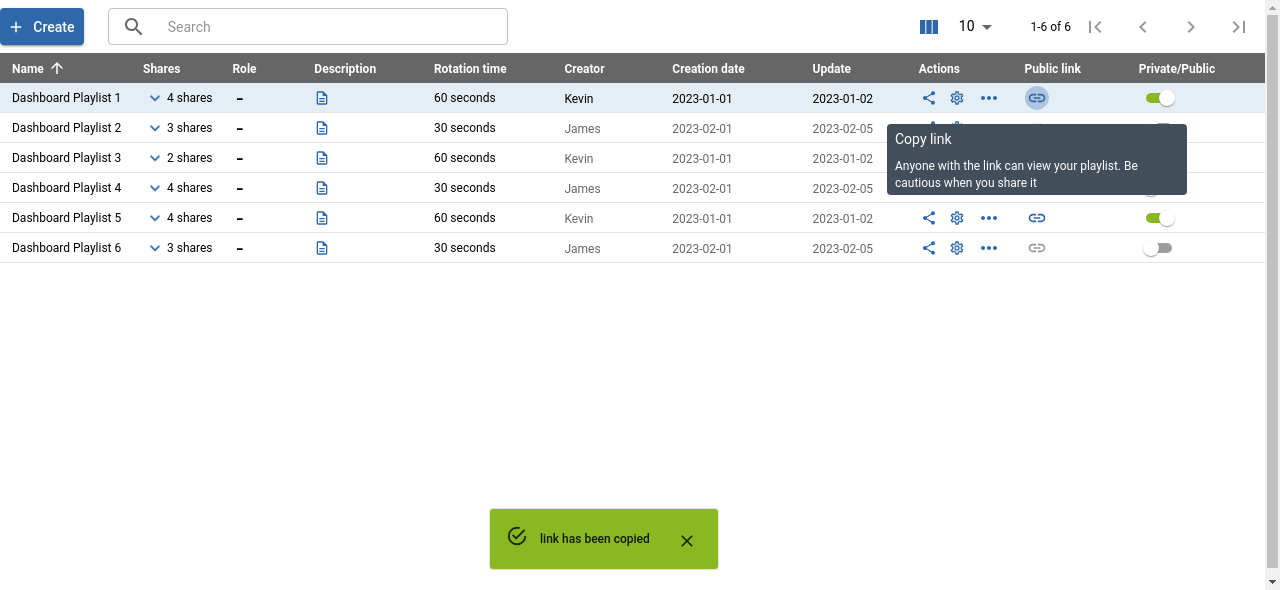 Create
Search
10
1-6 of 6
Name Shares Role Description Rotation time Creator Creation date Update Actions Public link Private/Public
Dashboard Playlist 1 4 shares – 60 seconds Kevin 2023-01-01 2023-01-02
Dashboard Playlist 2 3 shares – 30 seconds James 2023-02-01 2023-02-05
Dashboard Playlist 3 2 shares – 60 seconds Kevin 2023-01-01 2023-01-02
Dashboard Playlist 4 4 shares – 30 seconds James 2023-02-01 2023-02-05
Dashboard Playlist 5 4 shares – 60 seconds Kevin 2023-01-01 2023-01-02
Dashboard Playlist 6 3 shares – 30 seconds James 2023-02-01 2023-02-05
Copy link
Anyone with the link can view your playlist. Be
cautious when you share it
link has been copied